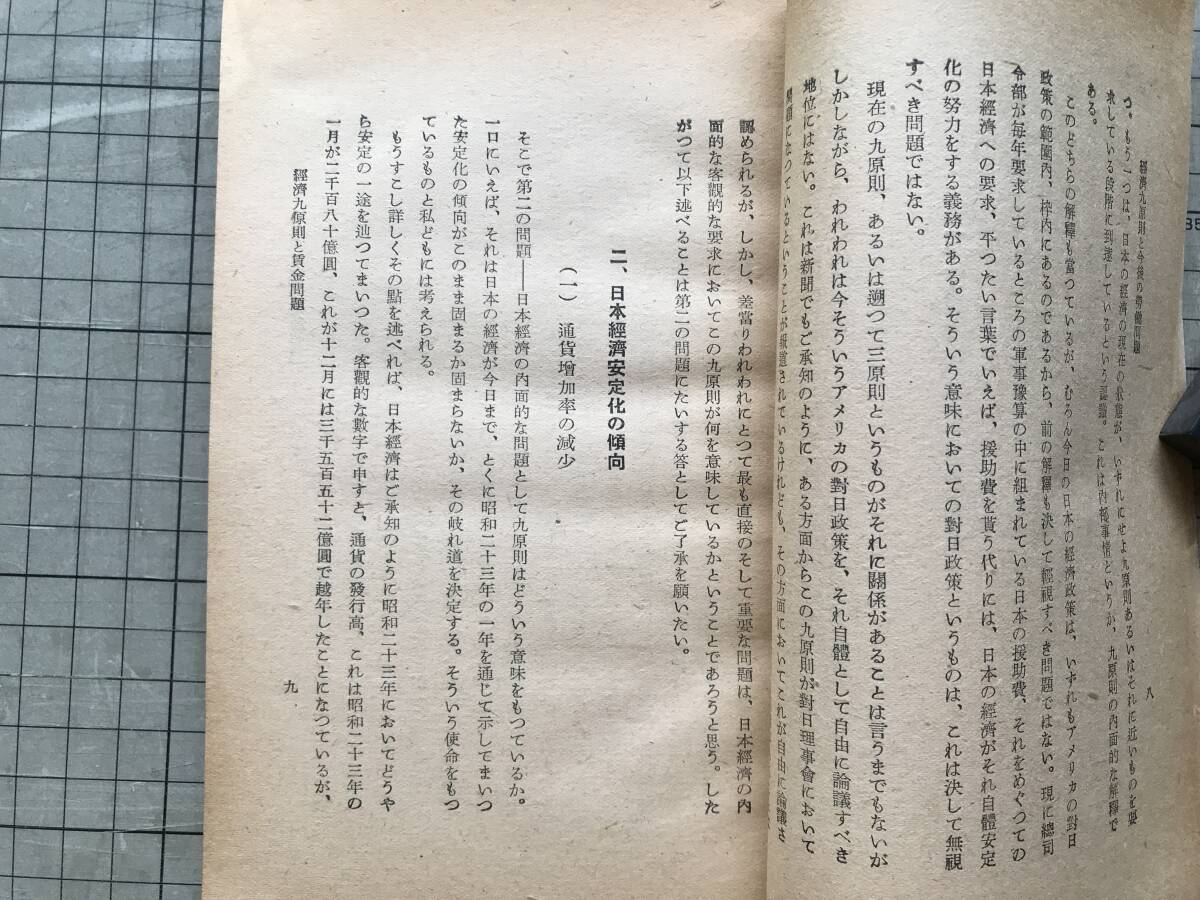 經濟九原則と今後の勞働問題
つ、もう一つは、日本の經濟の現在の狀態が、いずれにせよ九原則あるいはそれに近いものを要
求している段階に到達しているという認識。これは內部事情というか、九原則の內面的な解釋で
ある。
このどちらの解釋も當つているが、むろん今日の日本の經濟政策は、いずれもアメリカの對日
政策の範圍內、枠內にあるのであるから、前の解釋も決して輕視すべき問題ではない。現に總司
令部が每年要求しているところの軍事豫算の中に組まれている日本の援助費、それをめぐつての
日本經濟への要求、平つたい言葉でいえば、援助費を貰う代りには、日本の經濟がそれ自體安定
化の努力をする義務がある。そういう意味においての對日政策というものは、これは決して無視
すべき問題ではない。
現在の九原則、あるいは遡つて三原則というものがそれに關係があることは言うまでもないが
しかしながら、われわれは今そういうアメリカの對日政策を、それ自體として自由に論議すべき
地位にはない。これは新聞でもご承知のように、ある方面からこの九原則が對日理事會において
問題になつているということが報道されているけれども、その方面においてこれが自由に論議さ
八
認められるが、しかし、差當りわれわれにとつて最も直接のそして重要な問題は、日本經濟の內
面的な客觀的な要求においてこの九原則が何を意味しているかということであろうと思う。した
がつて以下述べることは第二の問題にたいする答としてご了承を願いたい。
二、日本經濟安定化の傾向
（一）　通貨增加率の減少
そこで第二の問題――日本經濟の內面的な問題として九原則はどういう意味をもつているか。
一口にいえば、それは日本の經濟が今日まで、とくに昭和二十三年の一年を通じて示してまいつ
た安定化の傾向がこのまま固まるか固まらないか、その岐れ道を決定する。そういう使命をもつ
ているものと私どもには考えられる。
もうすこし詳しくその點を述べれば、日本經濟はご承知のように昭和二十三年においてどうや
ら安定の一途を辿つてまいつた。客觀的な數字で申すと、通貨の發行高、これは昭和二十三年の
一月が二千百八十億圓、これが十二月には三千五百五十二億圓で越年したことになつているが、
經濟九原則と賃金問題
九